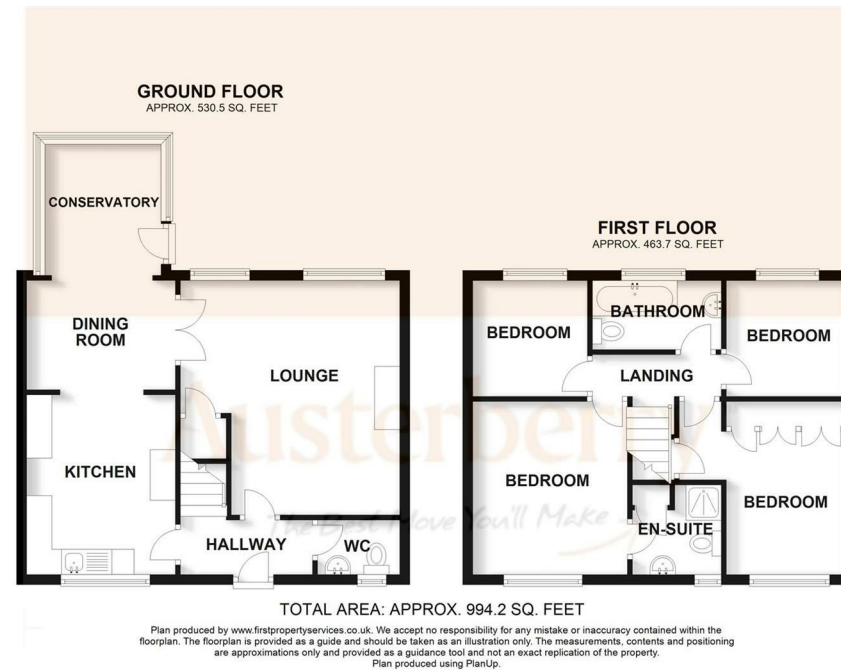 GROUND FLOOR
APPROX. 530.5 SQ. FEET
CONSERVATORY
DINING
ROOM
LOUNGE
KITCHEN
HALLWAY
WC
FIRST FLOOR
APPROX. 463.7 SQ. FEET
BEDROOM
BATHROOM
BEDROOM
LANDING
BEDROOM
BEDROOM
EN-SUITE
Austerberry
The Best Move You'll Make
TOTAL AREA: APPROX. 994.2 SQ. FEET
Plan produced by www.firstpropertyservices.co.uk. We accept no responsibility for any mistake or inaccuracy contained within the
floorplan. The floorplan is provided as a guide and should be taken as an illustration only. The measurements, contents and positioning
are approximations only and provided as a guidance tool and not an exact replication of the property.
Plan produced using PlanUp.